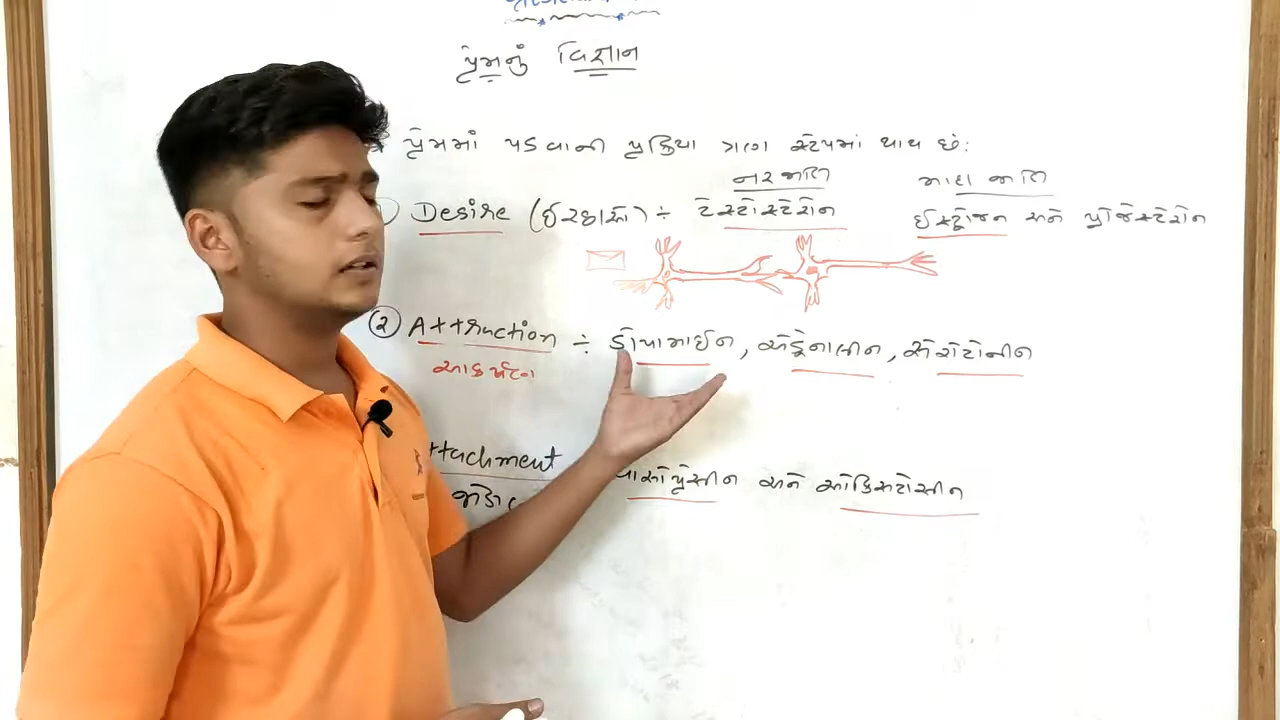 પ્રેમનું વિજ્ઞાન
પ્રેમમાં પડવાની પ્રક્રિયા ત્રણ સ્ટેપમાં થાય છે:
નર જાતિ માદા જાતિ
Desire (ઈચ્છાઓ) ÷ ટેસ્ટોસ્ટેરોન ઈસ્ટ્રોજન અને પ્રોજેસ્ટેરોન
(2) Attraction ÷ ડોપામાઈન, એડ્રેનાલીન, સેરોટોનીન
આકર્ષણ
ttachment વાસોપ્રેસીન અને ઓક્સિટોસીન